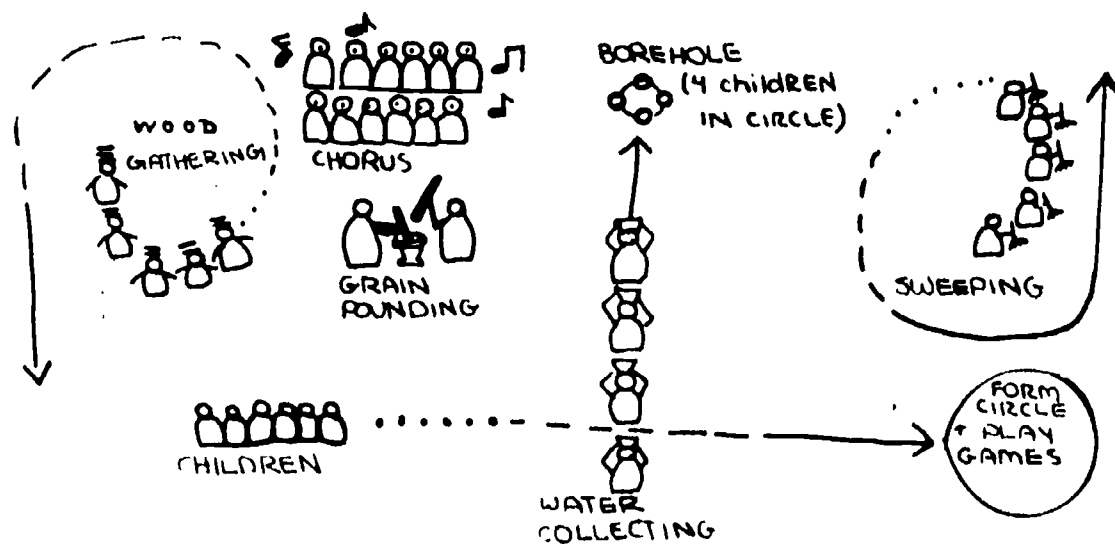 BOREHOLE
(4 children
IN CIRCLE)
WOOD
GATHERING
CHORUS
GRAIN
POUNDING
SWEEPING
CHILDREN
WATER
COLLECTING
FORM
CIRCLE
+ PLAY
GAMES